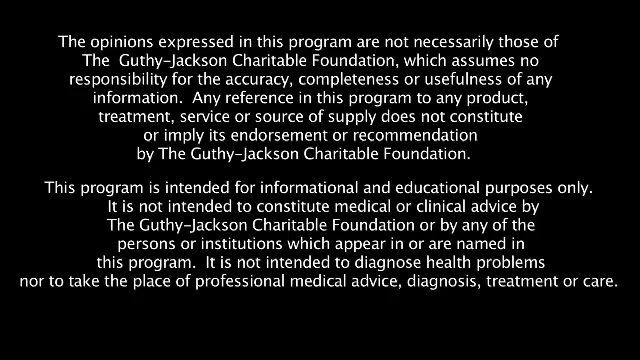 The opinions expressed in this program are not necessarily those of
The Guthy-Jackson Charitable Foundation, which assumes no
responsibility for the accuracy, completeness or usefulness of any
information. Any reference in this program to any product,
treatment, service or source of supply does not constitute
or imply its endorsement or recommendation
by The Guthy-Jackson Charitable Foundation.
This program is intended for informational and educational purposes only.
It is not intended to constitute medical or clinical advice by
The Guthy-Jackson Charitable Foundation or by any of the
persons or institutions which appear in or are named in
this program. It is not intended to diagnose health problems
nor to take the place of professional medical advice, diagnosis, treatment or care.